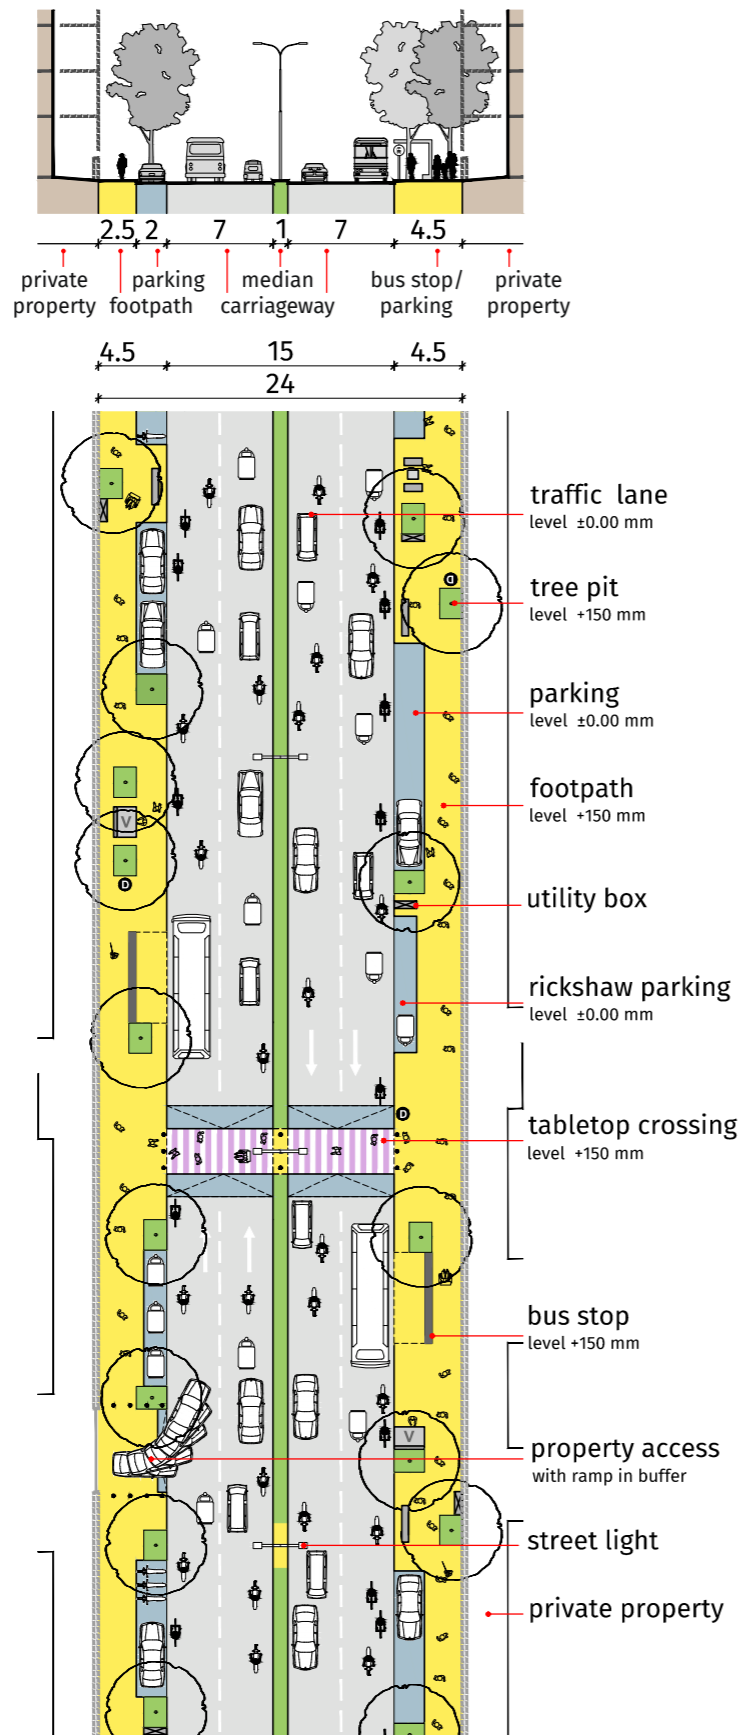 2.5 2 7 1 7 4.5
private property
parking footpath
median carriageway
bus stop/ parking
private property
4.5 15 4.5
24
traffic lane
level ±0.00 mm
D
tree pit
level +150 mm
parking
level ±0.00 mm
footpath
level +150 mm
V
D
utility box
rickshaw parking
level ±0.00 mm
D
tabletop crossing
level +150 mm
bus stop
level +150 mm
V
property access
with ramp in buffer
street light
private property